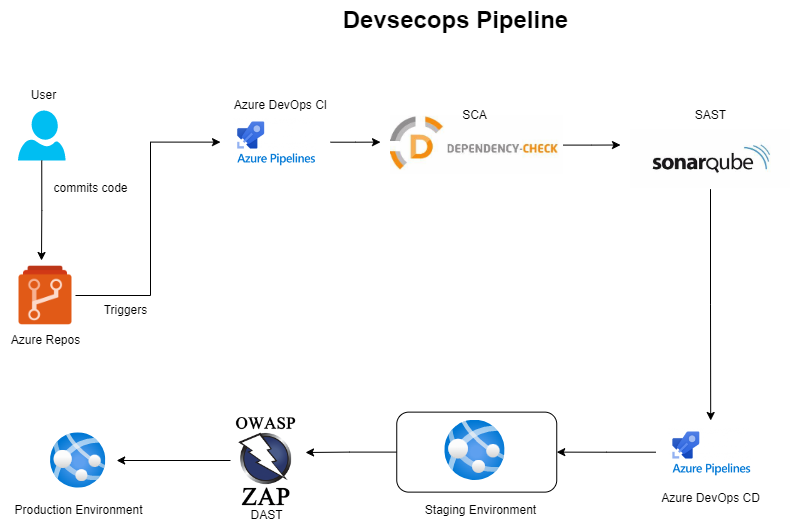 Devsecops Pipeline
User
commits code
Azure Repos
Triggers
Azure DevOps CI
Azure Pipelines
SCA
D
DEPENDENCY-CHECK
SAST
sonarqube
Azure Pipelines
Azure DevOps CD
Staging Environment
OWASP
ZAP
DAST
Production Environment